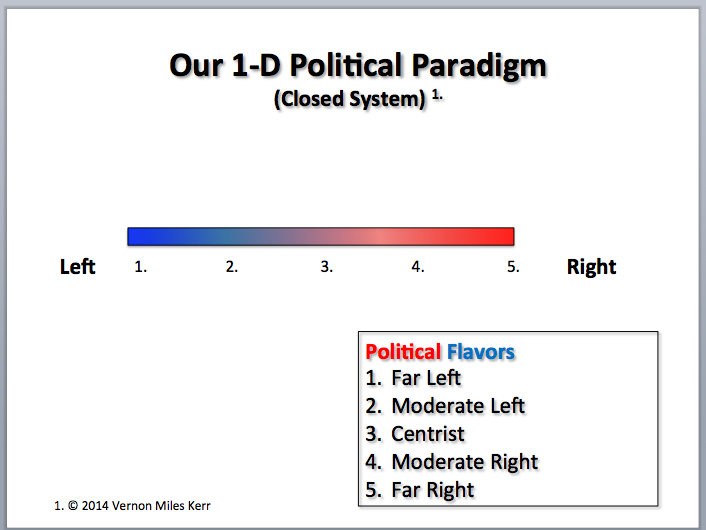 Our 1-D Political Paradigm
(Closed System) 1.
Left 1. 2. 3. 4. 5. Right
Political Flavors
1. Far Left
2. Moderate Left
3. Centrist
4. Moderate Right
5. Far Right
1. © 2014 Vernon Miles Kerr